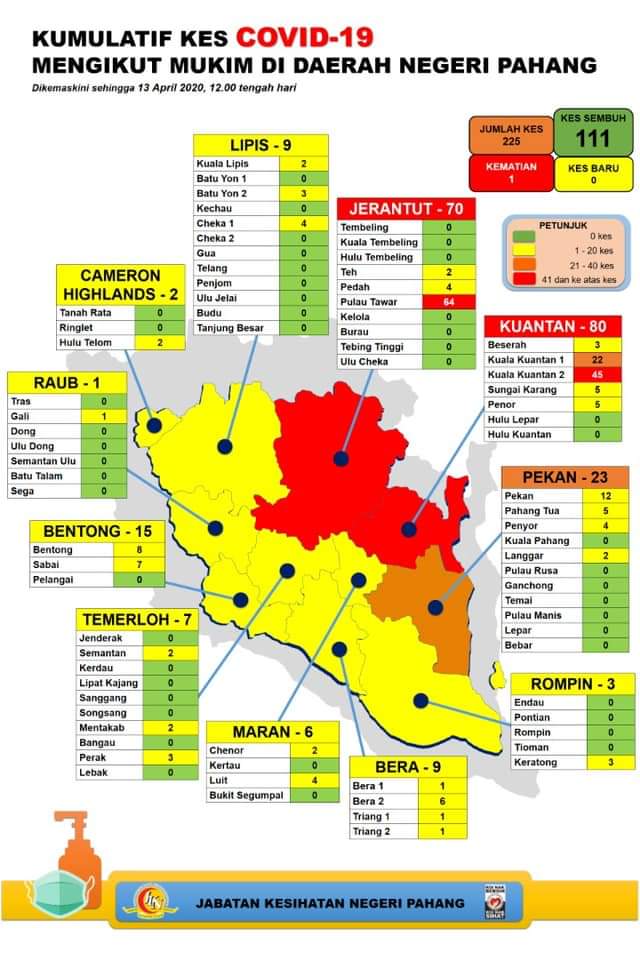 KUMULATIF KES COVID-19
MENGIKUT MUKIM DI DAERAH NEGERI PAHANG
Dikemaskini sehingga 13 April 2020, 12.00 tengah hari
JUMLAH KES
225
KES SEMBUH
111
KEMATIAN
1
KES BARU
0
PETUNJUK
0 kes
1 - 20 kes
21 - 40 kes
41 dan ke atas kes
LIPIS - 9
Kuala Lipis 2
Batu Yon 1 0
Batu Yon 2 3
Kechau 0
Cheka 1 4
Cheka 2 0
Gua 0
Telang 0
Penjom 0
Ulu Jelai 0
Budu 0
Tanjung Besar 0
JERANTUT - 70
Tembeling 0
Kuala Tembeling 0
Hulu Tembeling 0
Teh 2
Pedah 4
Pulau Tawar 64
Kelola 0
Burau 0
Tebing Tinggi 0
Ulu Cheka 0
CAMERON
HIGHLANDS - 2
Tanah Rata 0
Ringlet 0
Hulu Telom 2
KUANTAN - 80
Beserah 3
Kuala Kuantan 1 22
Kuala Kuantan 2 45
Sungai Karang 5
Penor 5
Hulu Lepar 0
Hulu Kuantan 0
RAUB - 1
Tras 0
Gali 1
Dong 0
Ulu Dong 0
Semantan Ulu 0
Batu Talam 0
Sega 0
PEKAN - 23
Pekan 12
Pahang Tua 5
Penyor 4
Kuala Pahang 0
Langgar 2
Pulau Rusa 0
Ganchong 0
Temai 0
Pulau Manis 0
Lepar 0
Bebar 0
BENTONG - 15
Bentong 8
Sabai 7
Pelangai 0
TEMERLOH - 7
Jenderak 0
Semantan 2
Kerdau 0
Lipat Kajang 0
Sanggang 0
Songsang 0
Mentakab 2
Bangau 0
Perak 3
Lebak 0
ROMPIN - 3
Endau 0
Pontian 0
Rompin 0
Tioman 0
Keratong 3
MARAN - 6
Chenor 2
Kertau 0
Luit 4
Bukit Segumpal 0
BERA - 9
Bera 1 1
Bera 2 6
Triang 1 1
Triang 2 1
JABATAN KESIHATAN NEGERI PAHANG